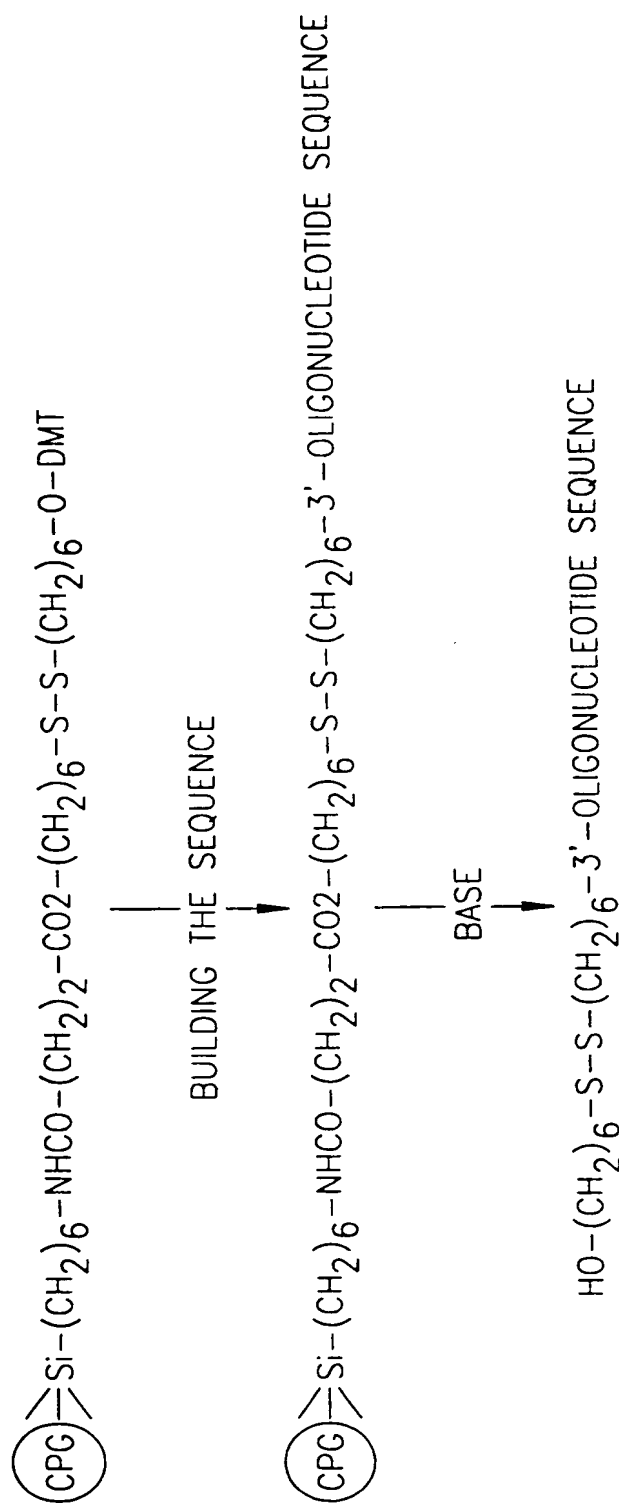 CPG Si-(CH2)6-NHCO-(CH2)2-CO2-(CH2)6-S-S-(CH2)6-O-DMT
BUILDING THE SEQUENCE
CPG Si-(CH2)6-NHCO-(CH2)2-CO2-(CH2)6-S-S-(CH2)6-3'-OLIGONUCLEOTIDE SEQUENCE
BASE
HO-(CH2)6-S-S-(CH2)6-3'-OLIGONUCLEOTIDE SEQUENCE